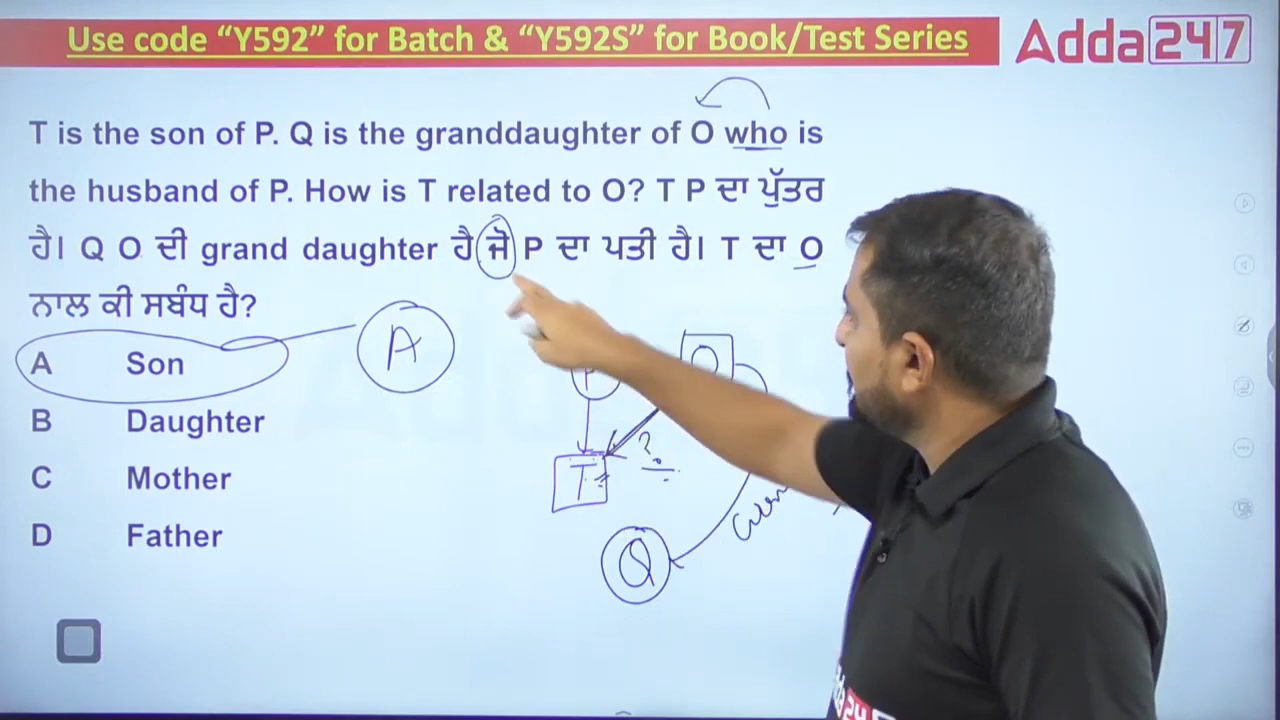 Use code “Y592” for Batch & “Y592S” for Book/Test Series
Adda247
T is the son of P. Q is the granddaughter of O who is
the husband of P. How is T related to O? T P ਦਾ ਪੁੱਤਰ
ਹੈ। Q O ਦੀ grand daughter ਹੈ ਜੋ P ਦਾ ਪਤੀ ਹੈ। T ਦਾ O
ਨਾਲ ਕੀ ਸਬੰਧ ਹੈ?
A Son
A
B Daughter
C Mother
D Father
O
P
?
T
Q